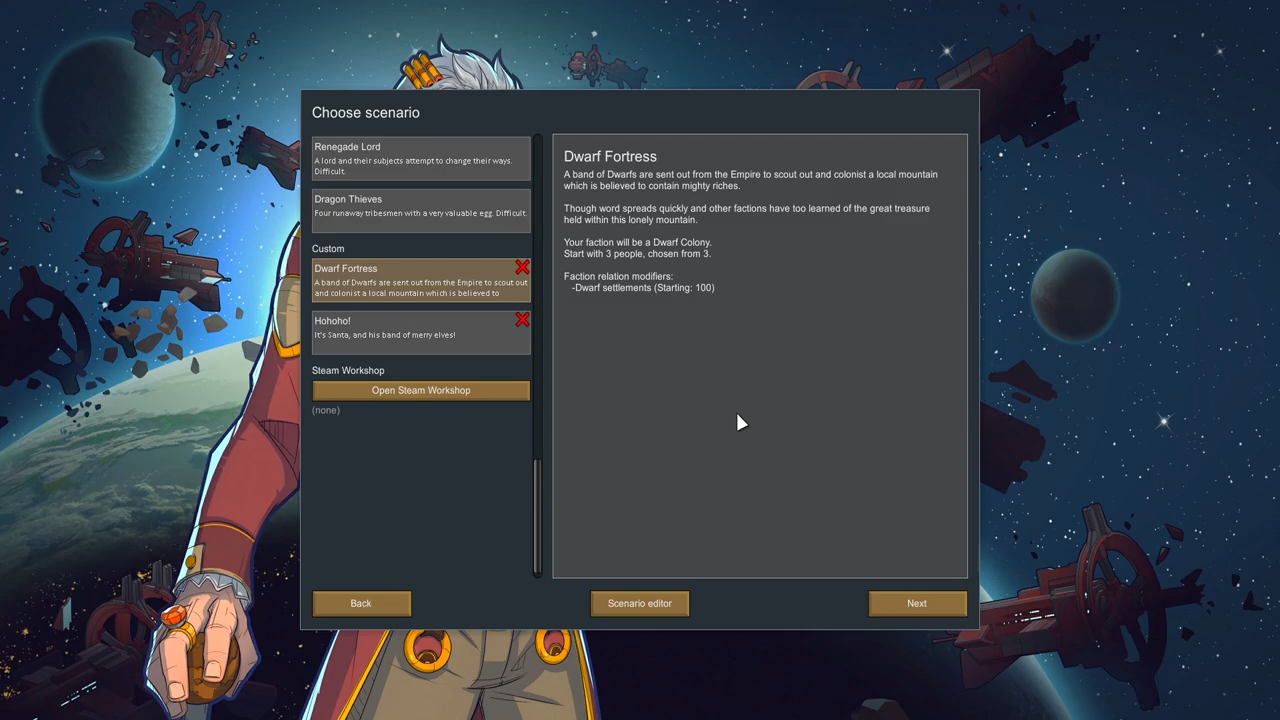 Choose scenario
Renegade Lord
A lord and their subjects attempt to change their ways.
Difficult.
Dragon Thieves
Four runaway tribesmen with a very valuable egg. Difficult.
Custom
Dwarf Fortress
A band of Dwarfs are sent out from the Empire to scout out
and colonist a local mountain which is believed to
Hohoho!
It's Santa, and his band of merry elves!
Steam Workshop
Open Steam Workshop
(none)
Dwarf Fortress
A band of Dwarfs are sent out from the Empire to scout out and colonist a local mountain
which is believed to contain mighty riches.
Though word spreads quickly and other factions have too learned of the great treasure
held within this lonely mountain.
Your faction will be a Dwarf Colony.
Start with 3 people, chosen from 3.
Faction relation modifiers:
-Dwarf settlements (Starting: 100)
Back
Scenario editor
Next